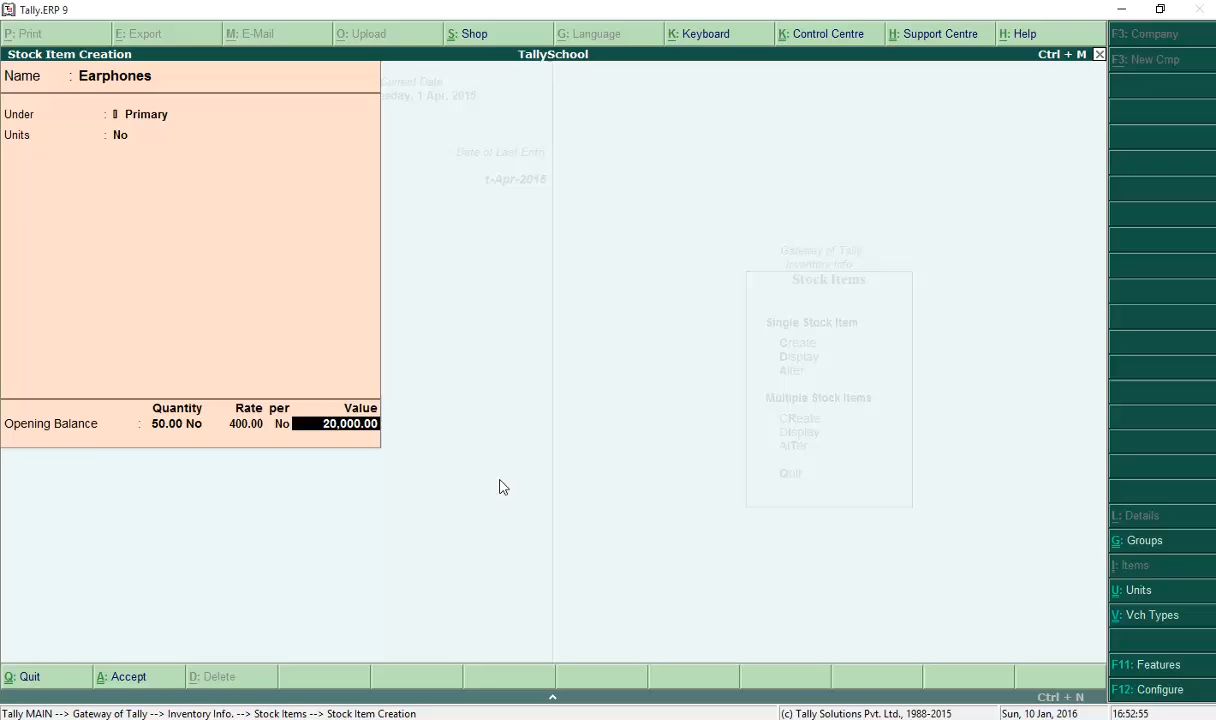 Tally.ERP 9
P: Print E: Export M: E-Mail O: Upload S: Shop G: Language K: Keyboard K: Control Centre H: Support Centre H: Help F3: Company
Stock Item Creation TallySchool Ctrl + M
F3: New Cmp
Name : Earphones
Current Date
1 Apr, 2015
Under : Primary
Units : No
Date of Last Entry
1-Apr-2015
Gateway of Tally
Inventory Info.
Stock Items
Single Stock Item
Create
Display
Alter
Multiple Stock Items
CReate
DIsplay
AlTer
Quit
Quantity Rate per Value
Opening Balance : 50.00 No 400.00 No 20,000.00
L: Details
G: Groups
I: Items
U: Units
V: Vch Types
F11: Features
F12: Configure
Q: Quit A: Accept D: Delete
Ctrl + N
Tally MAIN --> Gateway of Tally --> Inventory Info. --> Stock Items --> Stock Item Creation (c) Tally Solutions Pvt. Ltd., 1988-2015 Sun, 10 Jan, 2016 16:52:55